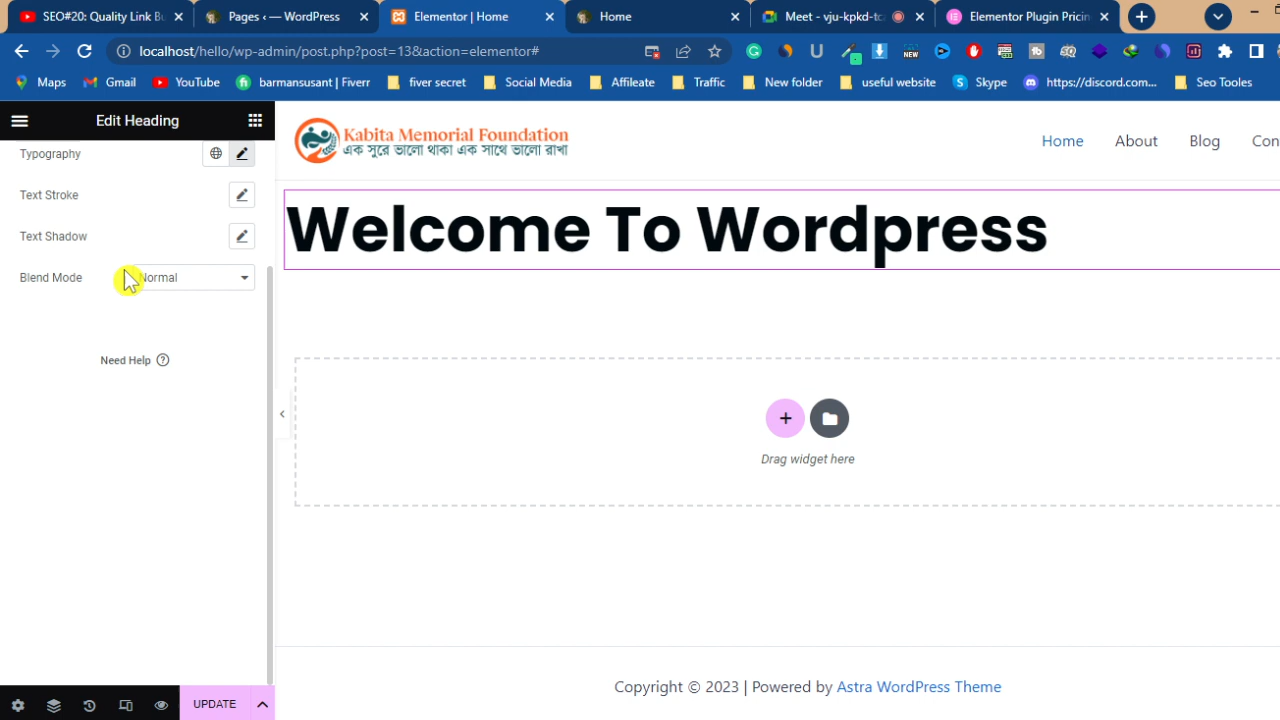 SEO#20: Quality Link B
Pages ‹ — WordPress
Elementor | Home
Home
Meet - vju-kpkd-tc
Elementor Plugin Pricin
localhost/hello/wp-admin/post.php?post=13&action=elementor#
NEW
Maps
Gmail
YouTube
barmansusant | Fiverr
fiver secret
Social Media
Affileate
Traffic
New folder
useful website
Skype
https://discord.com...
Seo Tooles
Edit Heading
Kabita Memorial Foundation
এক সুরে ভালো থাকা এক সাথে ভালো রাখা
Home
About
Blog
Con
Typography
Text Stroke
Text Shadow
Blend Mode
Normal
Need Help
Welcome To Wordpress
Drag widget here
UPDATE
Copyright © 2023 | Powered by Astra WordPress Theme